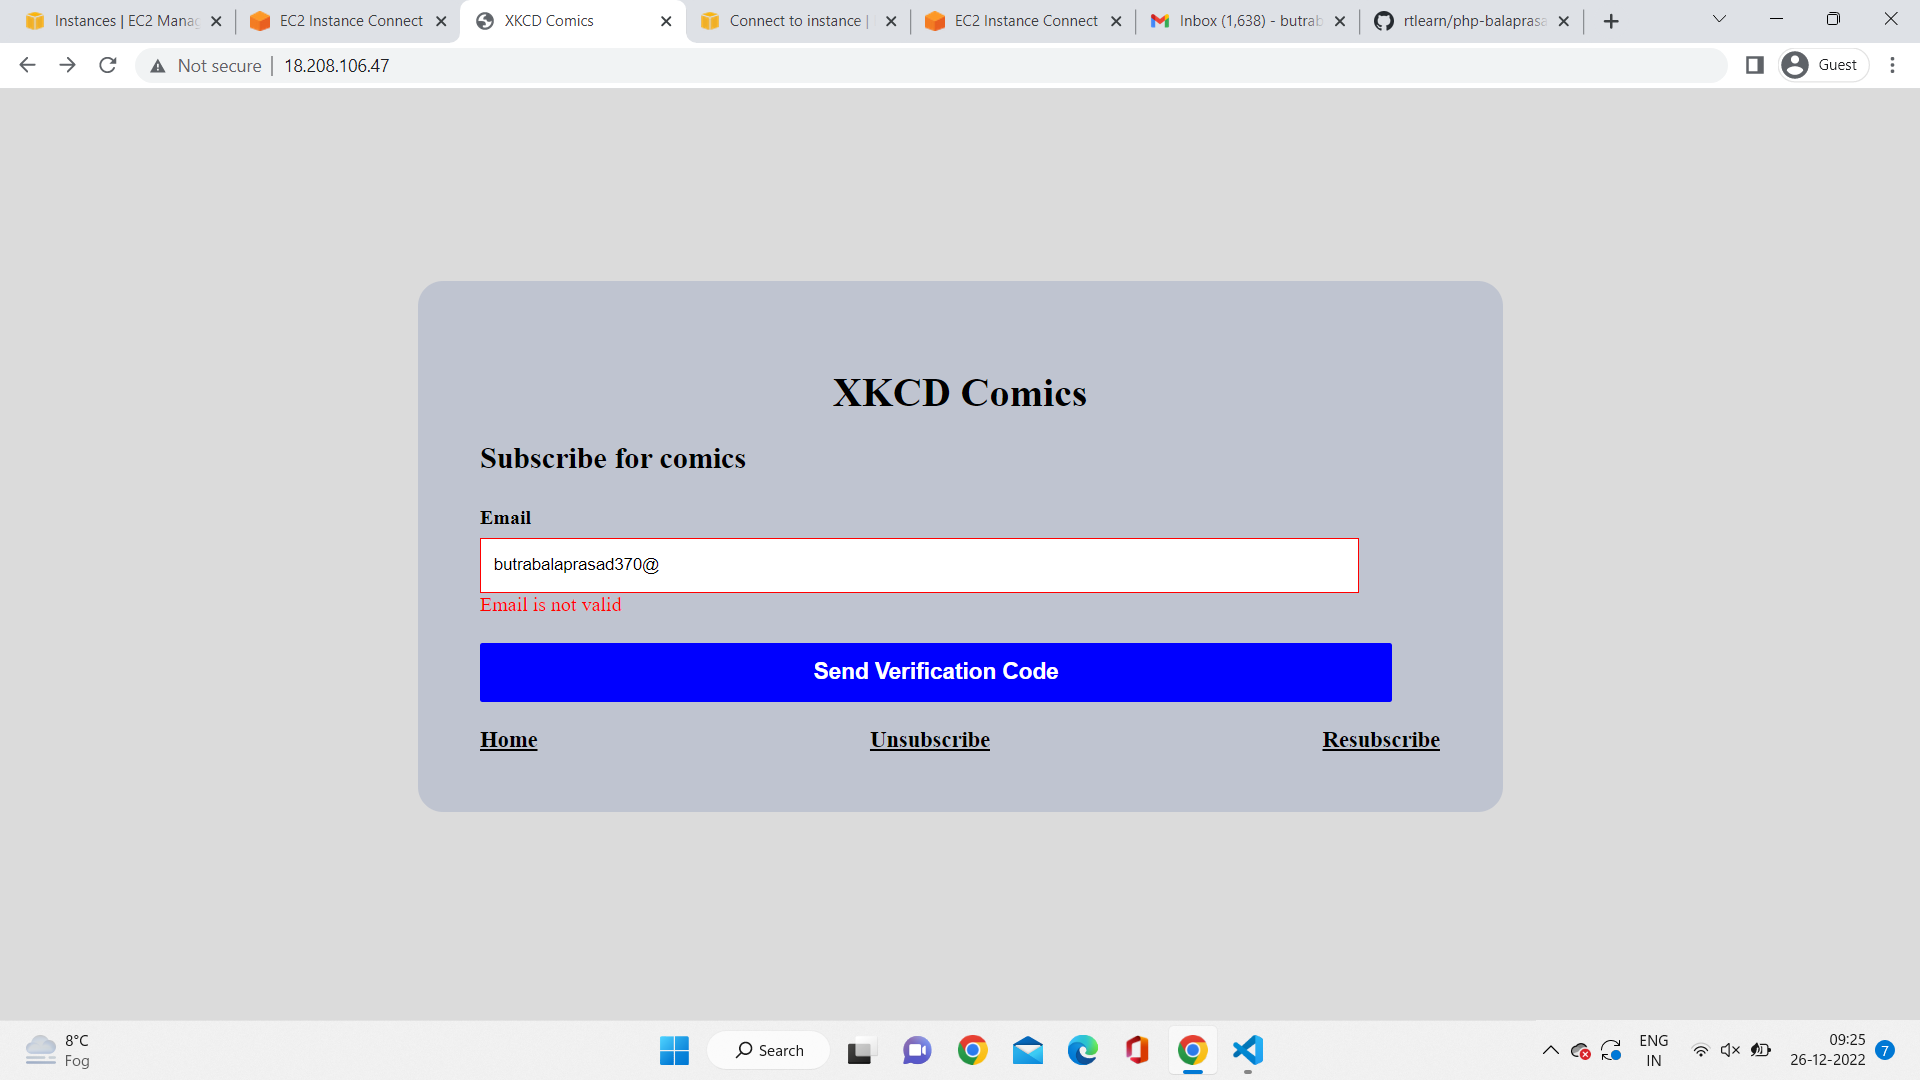 Instances | EC2 Manag
EC2 Instance Connect
XKCD Comics
Connect to instance |
EC2 Instance Connect
Inbox (1,638) - butrab
rtlearn/php-balaprasa
Not secure
18.208.106.47
Guest
XKCD Comics
Subscribe for comics
Email
butrabalaprasad370@
Email is not valid
Send Verification Code
Home
Unsubscribe
Resubscribe
8°C
Fog
Search
ENG
IN
09:25
26-12-2022
7